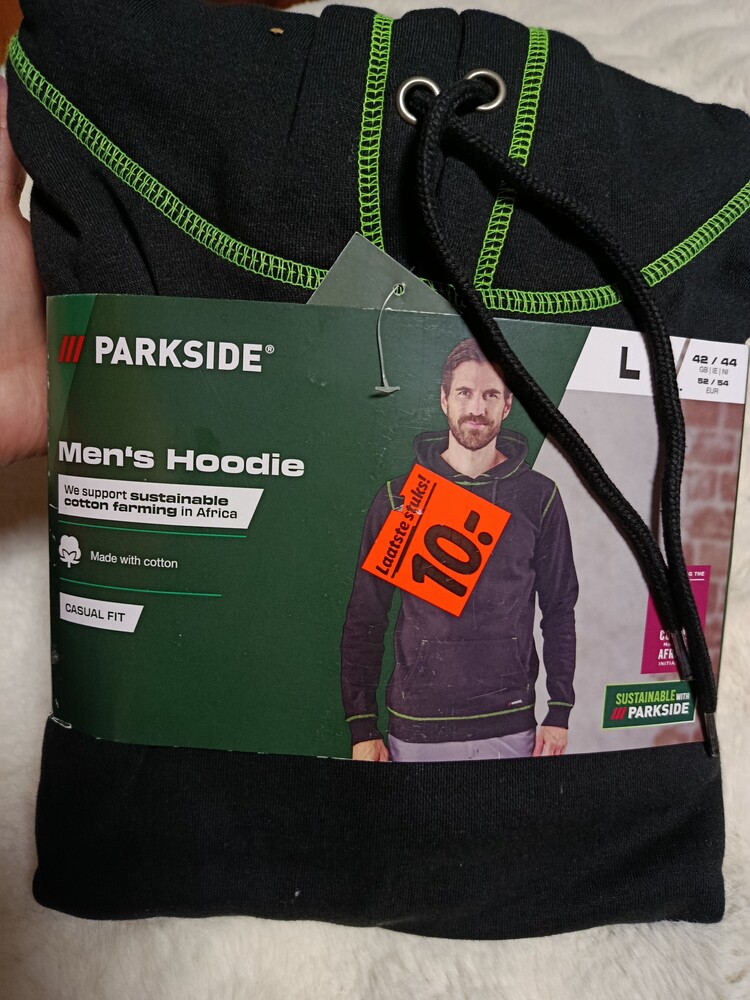 PARKSIDE®
L
42 / 44
GB | IE | NI
52 / 54
EUR
Men's Hoodie
We support sustainable
cotton farming in Africa
Made with cotton
CASUAL FIT
Laatste stuks!
10.-
THE
SUSTAINABLE WITH
PARKSIDE